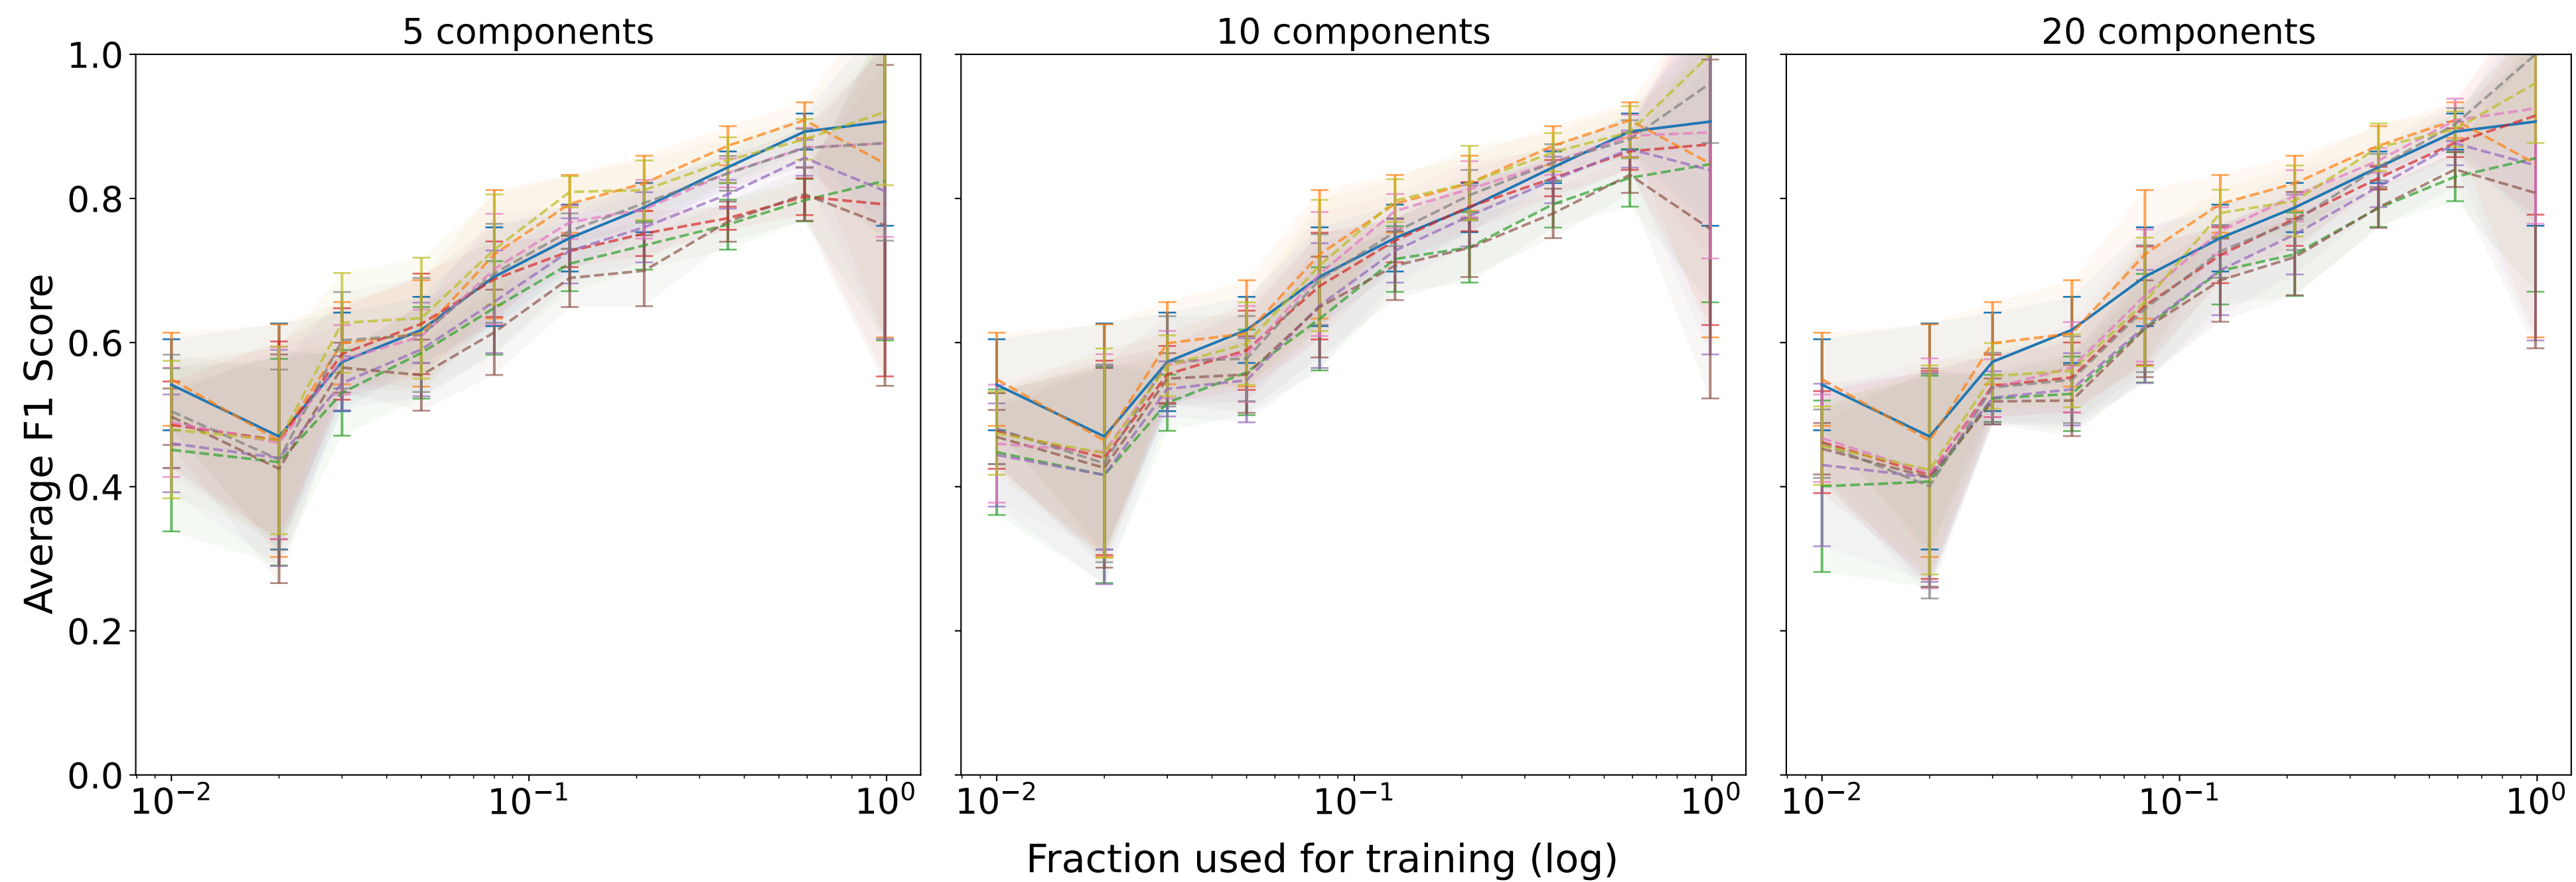 5 components
10 components
20 components
Average F1 Score
1.0
0.8
0.6
0.4
0.2
0.0
10⁻² 10⁻¹ 10⁰
10⁻² 10⁻¹ 10⁰
10⁻² 10⁻¹ 10⁰
Fraction used for training (log)